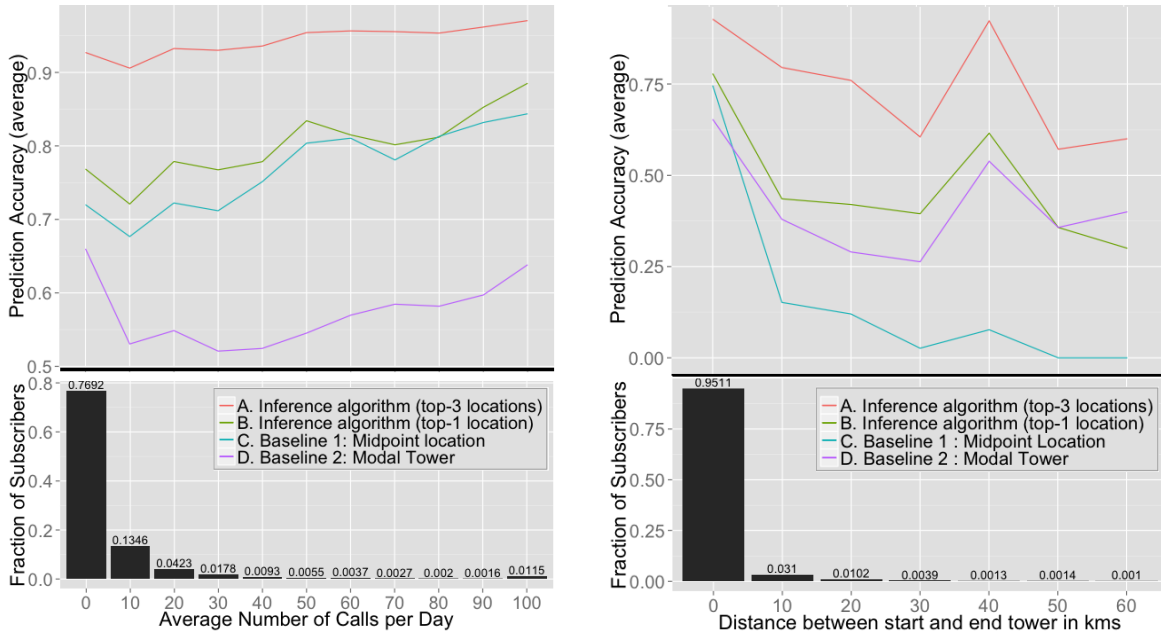 Prediction Accuracy (average)
0.9
0.8
0.7
0.6
0.5
Fraction of Subscribers
0.8
0.6
0.4
0.2
0.0
0.7692
0.1346
0.0423
0.0178
0.0093
0.0055
0.0037
0.0027
0.002
0.0016
0.0115
A. Inference algorithm (top-3 locations)
B. Inference algorithm (top-1 location)
C. Baseline 1: Midpoint location
D. Baseline 2: Modal Tower
0 10 20 30 40 50 60 70 80 90 100
Average Number of Calls per Day
Prediction Accuracy (average)
0.75
0.50
0.25
0.00
Fraction of Subscribers
0.75
0.50
0.25
0.00
0.9511
0.031
0.0102
0.0039
0.0013
0.0014
0.001
A. Inference algorithm (top-3 locations)
B. Inference algorithm (top-1 location)
C. Baseline 1 : Midpoint Location
D. Baseline 2 : Modal Tower
0 10 20 30 40 50 60
Distance between start and end tower in kms